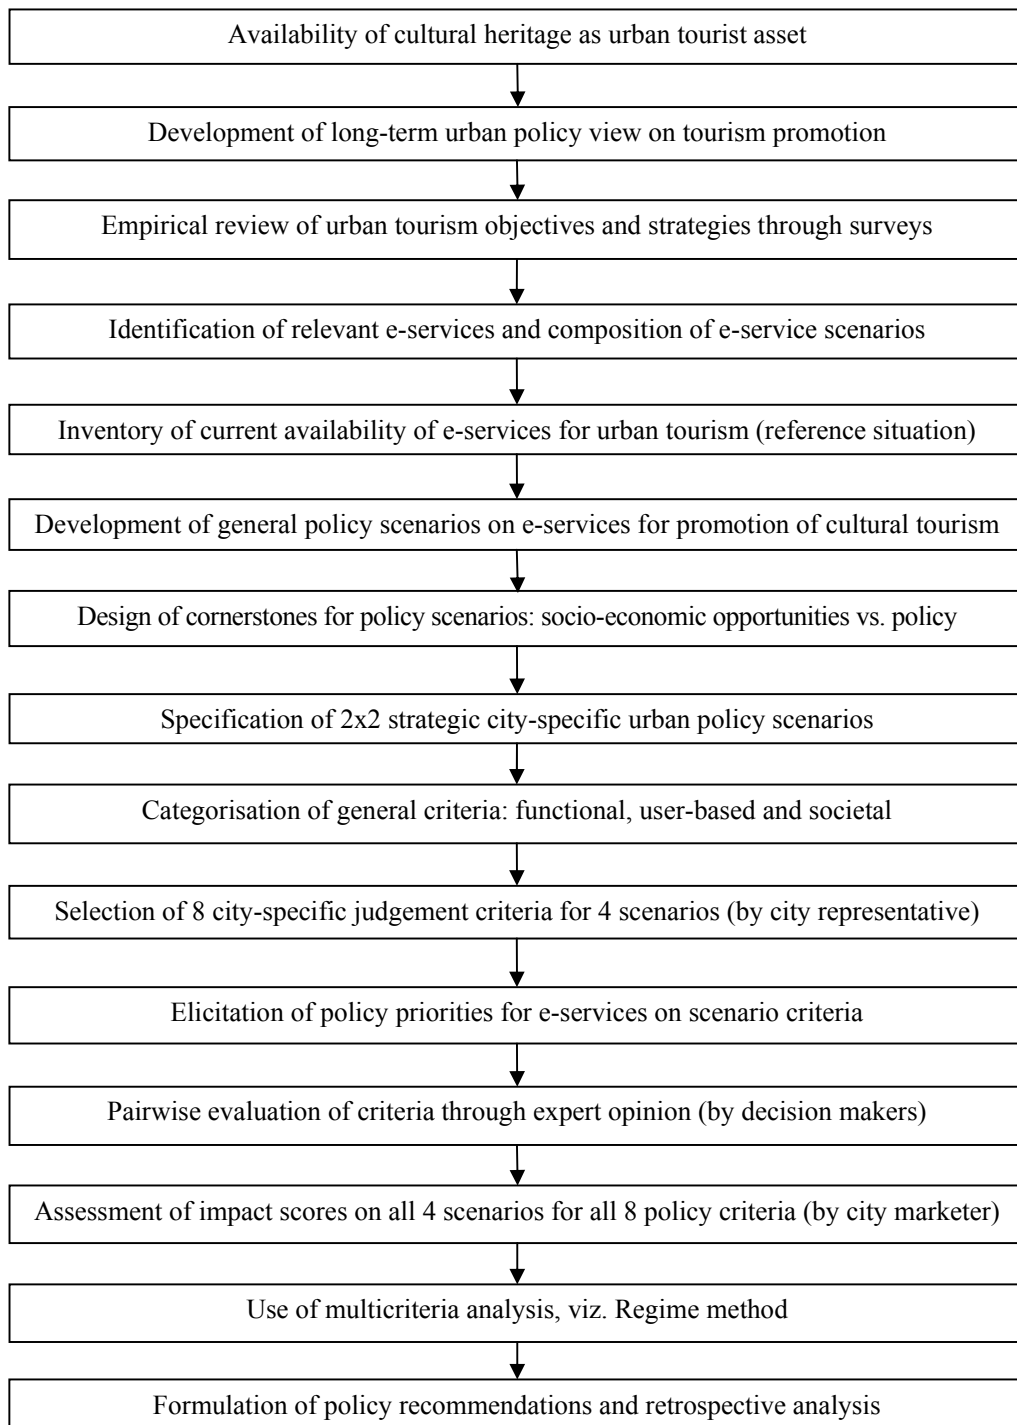 Availability of cultural heritage as urban tourist asset
Development of long-term urban policy view on tourism promotion
Empirical review of urban tourism objectives and strategies through surveys
Identification of relevant e-services and composition of e-service scenarios
Inventory of current availability of e-services for urban tourism (reference situation)
Development of general policy scenarios on e-services for promotion of cultural tourism
Design of cornerstones for policy scenarios: socio-economic opportunities vs. policy
Specification of 2x2 strategic city-specific urban policy scenarios
Categorisation of general criteria: functional, user-based and societal
Selection of 8 city-specific judgement criteria for 4 scenarios (by city representative)
Elicitation of policy priorities for e-services on scenario criteria
Pairwise evaluation of criteria through expert opinion (by decision makers)
Assessment of impact scores on all 4 scenarios for all 8 policy criteria (by city marketer)
Use of multicriteria analysis, viz. Regime method
Formulation of policy recommendations and retrospective analysis